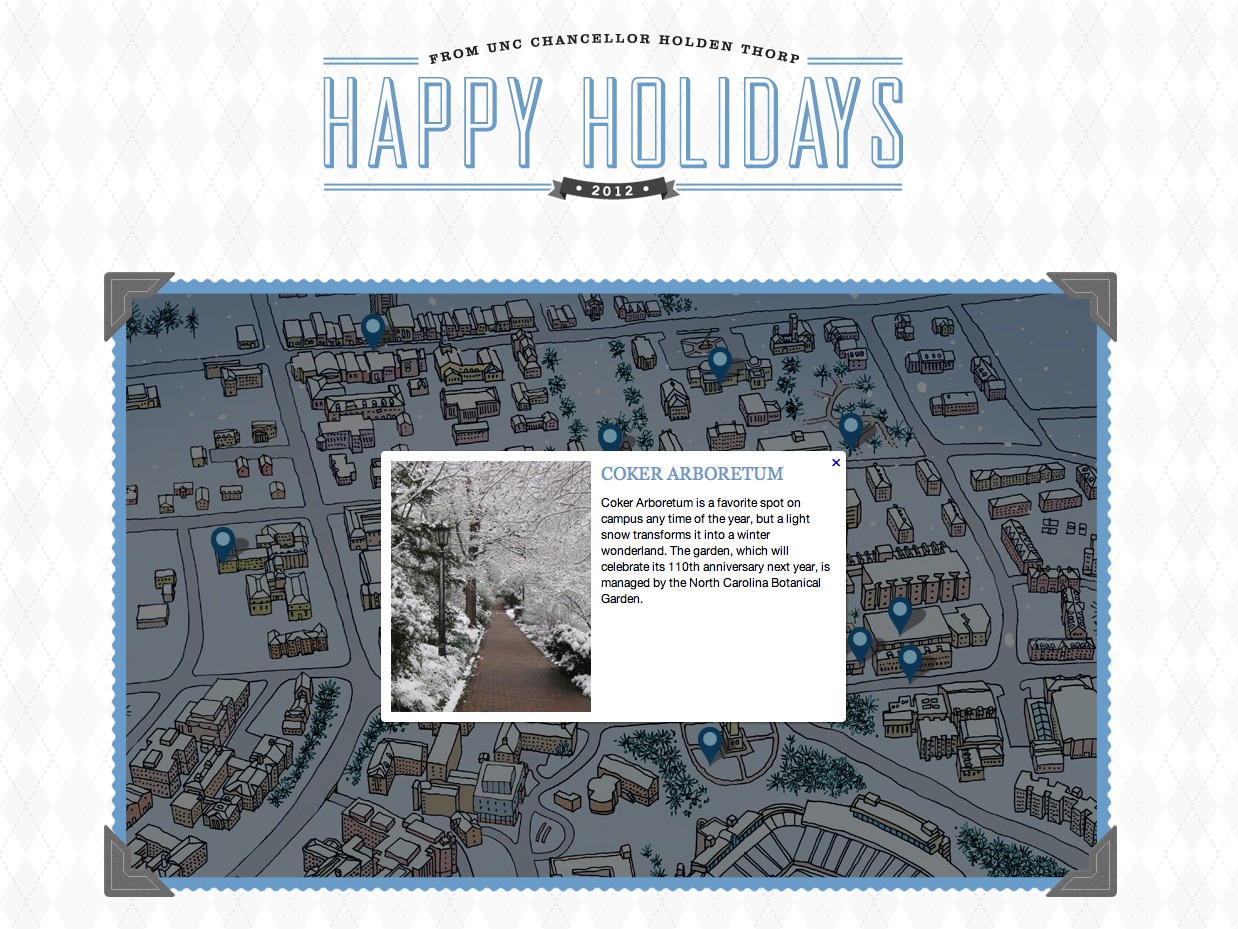 FROM UNC CHANCELLOR HOLDEN THORP
HAPPY HOLIDAYS
• 2012 •
COKER ARBORETUM
Coker Arboretum is a favorite spot on
campus any time of the year, but a light
snow transforms it into a winter
wonderland. The garden, which will
celebrate its 110th anniversary next year, is
managed by the North Carolina Botanical
Garden.